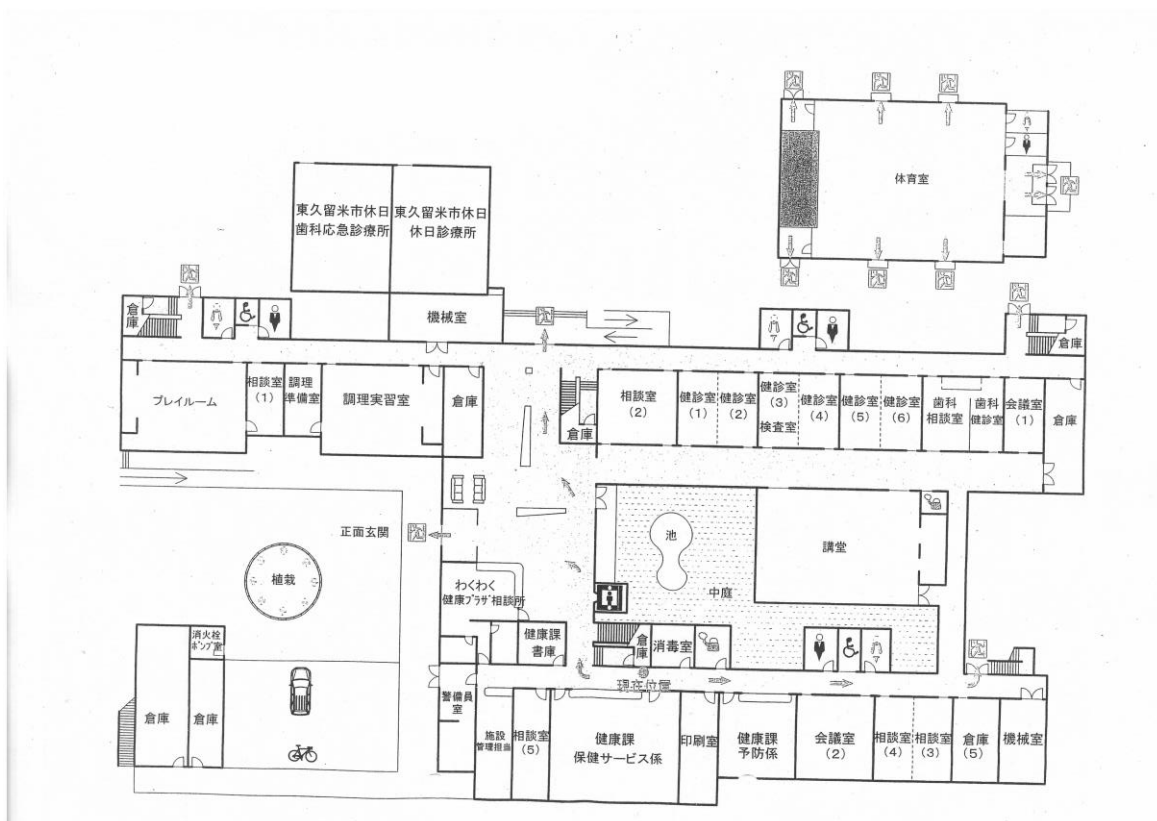 体育室
東久留米市休日
歯科応急診療所
東久留米市休日
休日診療所
機械室
倉庫
倉庫
プレイルーム
相談室
(1)
調理
準備室
調理実習室
倉庫
倉庫
相談室
(2)
健診室
(1)
健診室
(2)
健診室
(3)
検査室
健診室
(4)
健診室
(5)
健診室
(6)
歯科
相談室
歯科
健診室
会議室
(1)
倉庫
正面玄関
植栽
池
講堂
中庭
わくわく
健康プラザ相談所
消火栓
ポンプ室
健康課
書庫
倉庫
消毒室
現在位置
倉庫
倉庫
警備員
室
施設
管理担当
相談室
(5)
健康課
保健サービス係
印刷室
健康課
予防係
会議室
(2)
相談室
(4)
相談室
(3)
倉庫
(5)
機械室